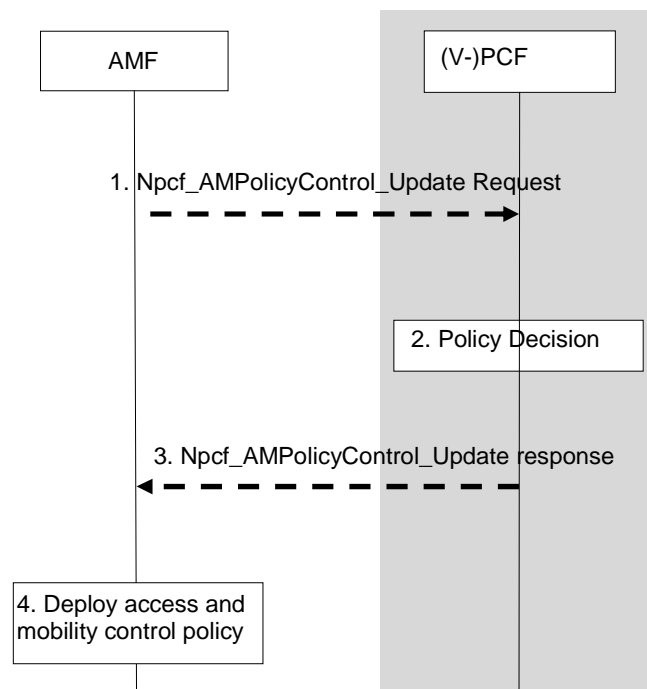 AMF
(V-)PCF
1. Npcf_AMPolicyControl_Update Request
2. Policy Decision
3. Npcf_AMPolicyControl_Update response
4. Deploy access and
mobility control policy